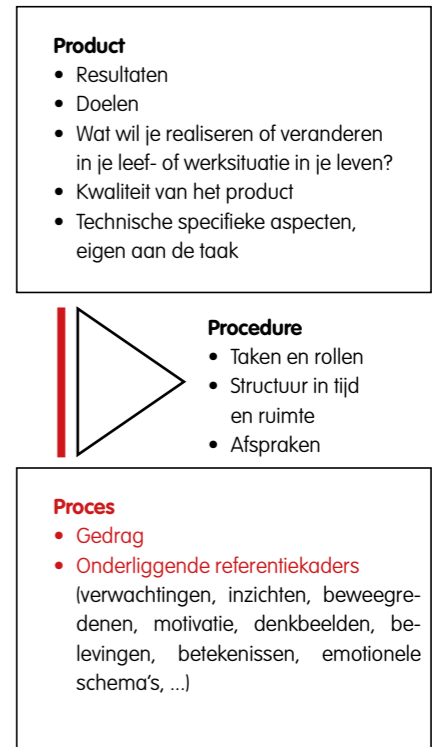 Product
• Resultaten
• Doelen
• Wat wil je realiseren of veranderen
in je leef- of werksituatie in je leven?
• Kwaliteit van het product
• Technische specifieke aspecten,
eigen aan de taak
Procedure
• Taken en rollen
• Structuur in tijd
en ruimte
• Afspraken
Proces
• Gedrag
• Onderliggende referentiekaders
(verwachtingen, inzichten, beweegre-
denen, motivatie, denkbeelden, be-
levingen, betekenissen, emotionele
schema’s, ...)